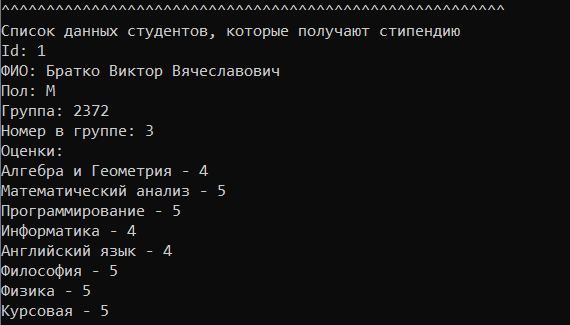 ^^^^^^^^^^^^^^^^^^^^^^^^^^^^^^^^^^^^^^^^^^^^^^^^^^^^^^^^
Список данных студентов, которые получают стипендию
Id: 1
ФИО: Братко Виктор Вячеславович
Пол: М
Группа: 2372
Номер в группе: 3
Оценки:
Алгебра и Геометрия - 4
Математический анализ - 5
Программирование - 5
Информатика - 4
Английский язык - 4
Философия - 5
Физика - 5
Курсовая - 5